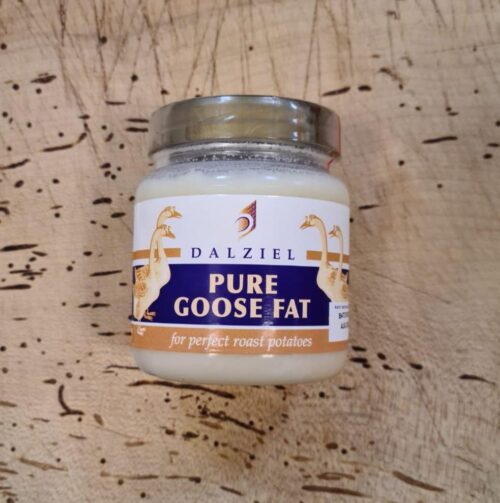 DALZIEL
PURE
GOOSE FAT
for perfect roast potatoes